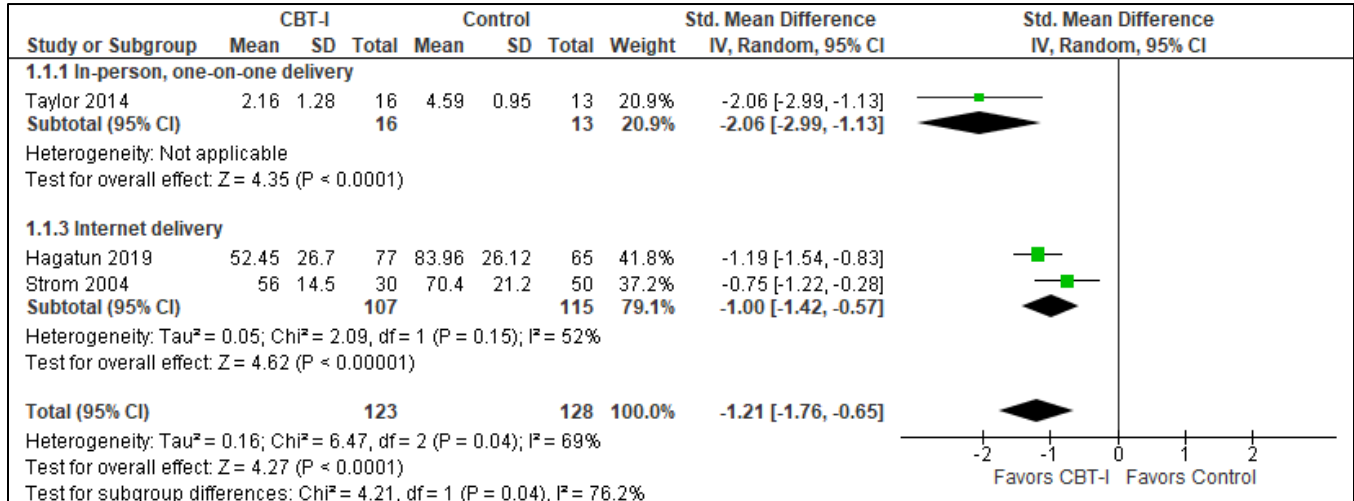 CBT-I Control Std. Mean Difference Std. Mean Difference
Study or Subgroup Mean SD Total Mean SD Total Weight IV, Random, 95% CI IV, Random, 95% CI
1.1.1 In-person, one-on-one delivery
Taylor 2014 2.16 1.28 16 4.59 0.95 13 20.9% -2.06 [-2.99, -1.13]
Subtotal (95% CI) 16 13 20.9% -2.06 [-2.99, -1.13]
Heterogeneity: Not applicable
Test for overall effect: Z = 4.35 (P < 0.0001)
1.1.3 Internet delivery
Hagatun 2019 52.45 26.7 77 83.96 26.12 65 41.8% -1.19 [-1.54, -0.83]
Strom 2004 56 14.5 30 70.4 21.2 50 37.2% -0.75 [-1.22, -0.28]
Subtotal (95% CI) 107 115 79.1% -1.00 [-1.42, -0.57]
Heterogeneity: Tau² = 0.05; Chi² = 2.09, df = 1 (P = 0.15); I² = 52%
Test for overall effect: Z = 4.62 (P < 0.00001)
Total (95% CI) 123 128 100.0% -1.21 [-1.76, -0.65]
Heterogeneity: Tau² = 0.16; Chi² = 6.47, df = 2 (P = 0.04); I² = 69%
Test for overall effect: Z = 4.27 (P < 0.0001)
Test for subgroup differences: Chi² = 4.21, df = 1 (P = 0.04), I² = 76.2%
-2 -1 0 1 2
Favors CBT-I Favors Control